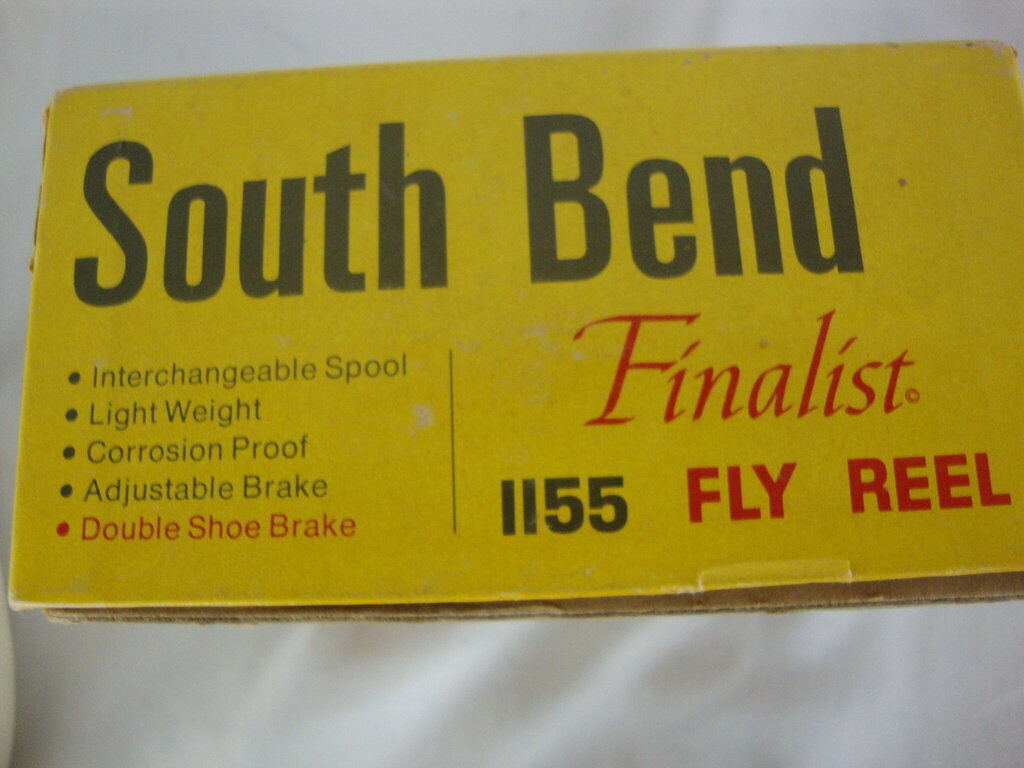 South Bend
• Interchangeable Spool
• Light Weight
• Corrosion Proof
• Adjustable Brake
• Double Shoe Brake
Finalist©
1155 FLY REEL